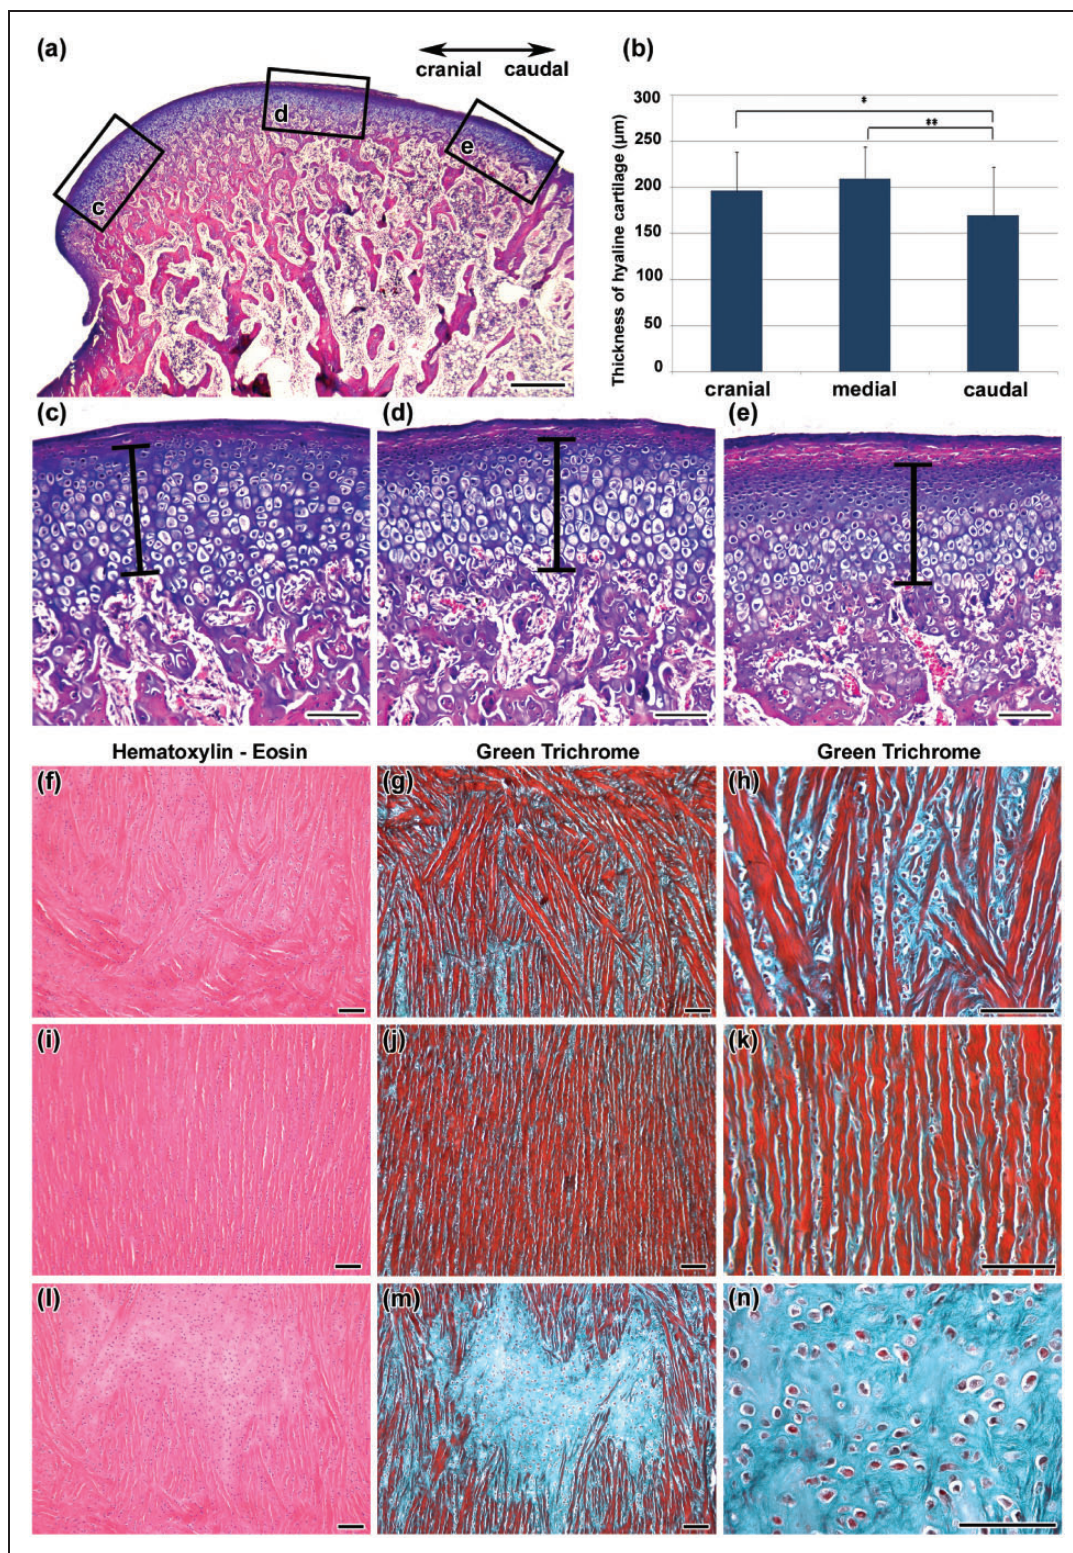 (a)
cranial caudal
c
d
e
(b)
Thickness of hyaline cartilage (µm)
300
250
200
150
100
50
0
*
**
cranial medial caudal
(c) (d) (e)
Hematoxylin - Eosin Green Trichrome Green Trichrome
(f) (g) (h)
(i) (j) (k)
(l) (m) (n)